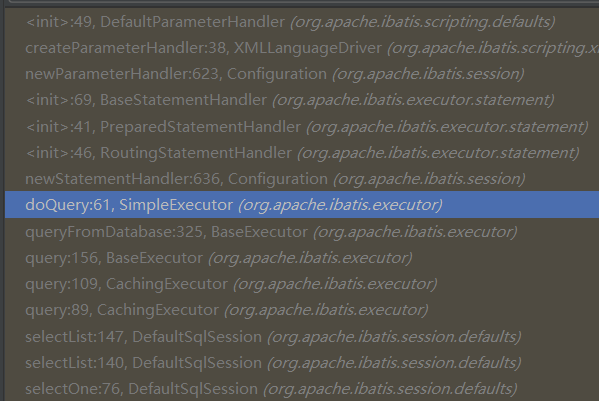 <init>:49, DefaultParameterHandler (org.apache.ibatis.scripting.defaults)
createParameterHandler:38, XMLLanguageDriver (org.apache.ibatis.scripting.x
newParameterHandler:623, Configuration (org.apache.ibatis.session)
<init>:69, BaseStatementHandler (org.apache.ibatis.executor.statement)
<init>:41, PreparedStatementHandler (org.apache.ibatis.executor.statement)
<init>:46, RoutingStatementHandler (org.apache.ibatis.executor.statement)
newStatementHandler:636, Configuration (org.apache.ibatis.session)
doQuery:61, SimpleExecutor (org.apache.ibatis.executor)
queryFromDatabase:325, BaseExecutor (org.apache.ibatis.executor)
query:156, BaseExecutor (org.apache.ibatis.executor)
query:109, CachingExecutor (org.apache.ibatis.executor)
query:89, CachingExecutor (org.apache.ibatis.executor)
selectList:147, DefaultSqlSession (org.apache.ibatis.session.defaults)
selectList:140, DefaultSqlSession (org.apache.ibatis.session.defaults)
selectOne:76, DefaultSqlSession (org.apache.ibatis.session.defaults)